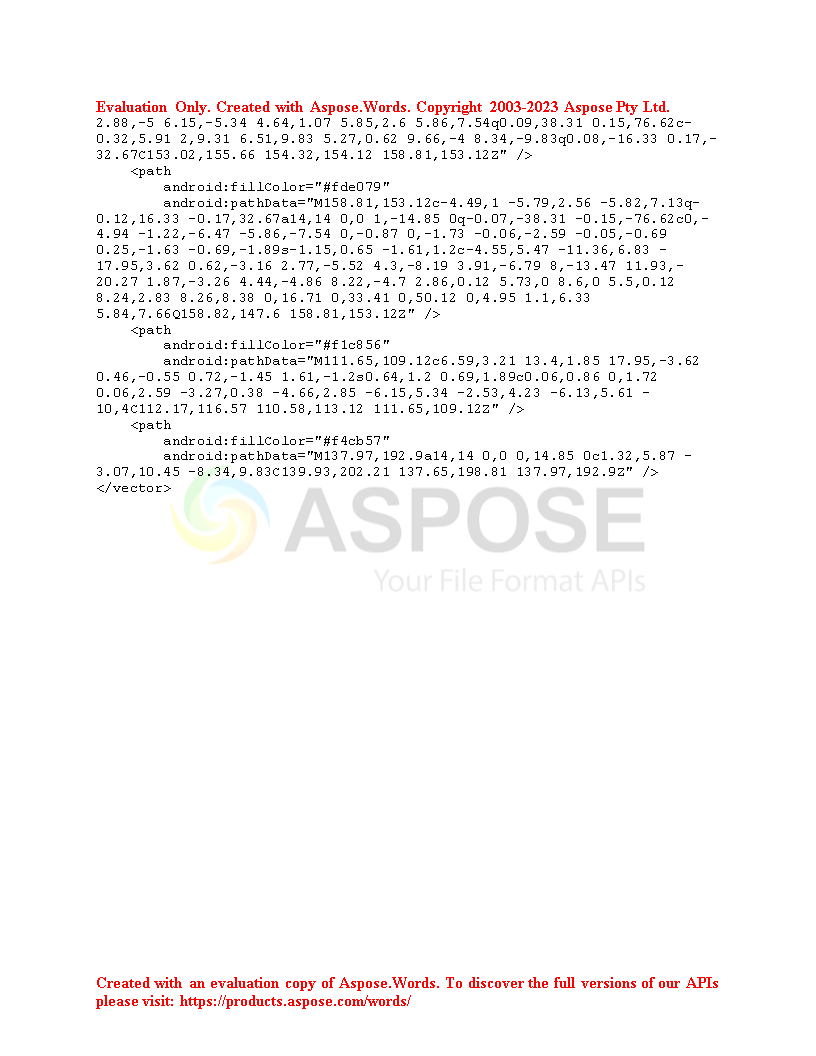 Evaluation Only. Created with Aspose.Words. Copyright 2003-2023 Aspose Pty Ltd.
2.88,-5 6.15,-5.34 4.64,1.07 5.85,2.6 5.86,7.54q0.09,38.31 0.15,76.62c-
0.32,5.91 2,9.31 6.51,9.83 5.27,0.62 9.66,-4 8.34,-9.83q0.08,-16.33 0.17,-
32.67C153.02,155.66 154.32,154.12 158.81,153.12Z" />
    <path
        android:fillColor="#fde079"
        android:pathData="M158.81,153.12c-4.49,1 -5.79,2.56 -5.82,7.13q-
0.12,16.33 -0.17,32.67a14,14 0,0 1,-14.85 0q-0.07,-38.31 -0.15,-76.62c0,-
4.94 -1.22,-6.47 -5.86,-7.54 0,-0.87 0,-1.73 -0.06,-2.59 -0.05,-0.69
0.25,-1.63 -0.69,-1.89s-1.15,0.65 -1.61,1.2c-4.55,5.47 -11.36,6.83 -
17.95,3.62 0.62,-3.16 2.77,-5.52 4.3,-8.19 3.91,-6.79 8,-13.47 11.93,-
20.27 1.87,-3.26 4.44,-4.86 8.22,-4.7 2.86,0.12 5.73,0 8.6,0 5.5,0.12
8.24,2.83 8.26,8.38 0,16.71 0,33.41 0,50.12 0,4.95 1.1,6.33
5.84,7.66Q158.82,147.6 158.81,153.12Z" />
    <path
        android:fillColor="#f1c856"
        android:pathData="M111.65,109.12c6.59,3.21 13.4,1.85 17.95,-3.62
0.46,-0.55 0.72,-1.45 1.61,-1.2s0.64,1.2 0.69,1.89c0.06,0.86 0,1.72
0.06,2.59 -3.27,0.38 -4.66,2.85 -6.15,5.34 -2.53,4.23 -6.13,5.61 -
10,4C112.17,116.57 110.58,113.12 111.65,109.12Z" />
    <path
        android:fillColor="#f4cb57"
        android:pathData="M137.97,192.9a14,14 0,0 0,14.85 0c1.32,5.87 -
3.07,10.45 -8.34,9.83C139.93,202.21 137.65,198.81 137.97,192.9Z" />
</vector>
ASPOSE
Your File Format APIs
Created with an evaluation copy of Aspose.Words. To discover the full versions of our APIs
please visit: https://products.aspose.com/words/